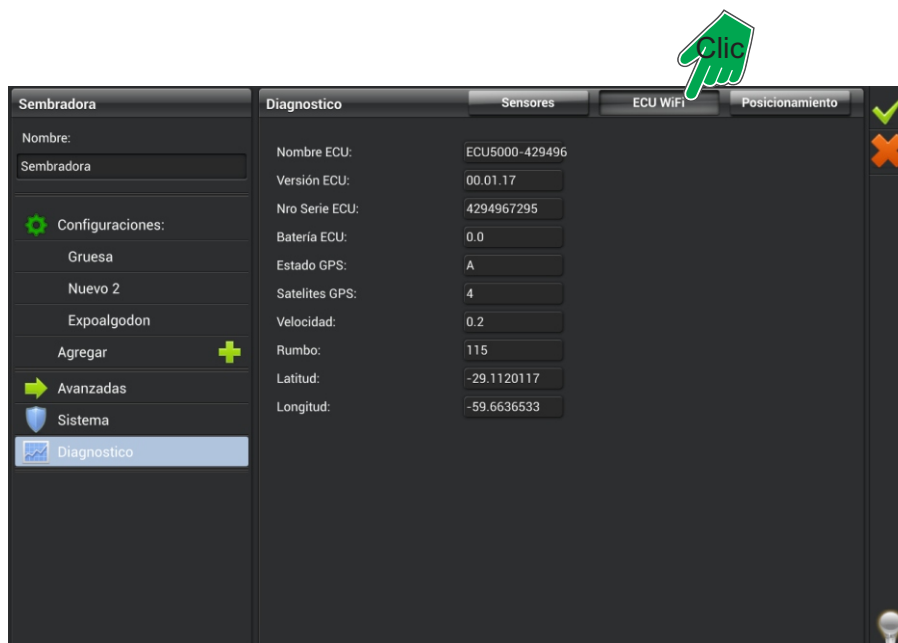 Clic
Sembradora
Nombre:
Sembradora
Configuraciones:
Gruesa
Nuevo 2
Expoalgodon
Agregar
Avanzadas
Sistema
Diagnostico
Diagnostico
Sensores
ECU WiFi
Posicionamiento
Nombre ECU: ECU5000-429496
Versión ECU: 00.01.17
Nro Serie ECU: 4294967295
Batería ECU: 0.0
Estado GPS: A
Satelites GPS: 4
Velocidad: 0.2
Rumbo: 115
Latitud: -29.1120117
Longitud: -59.6636533